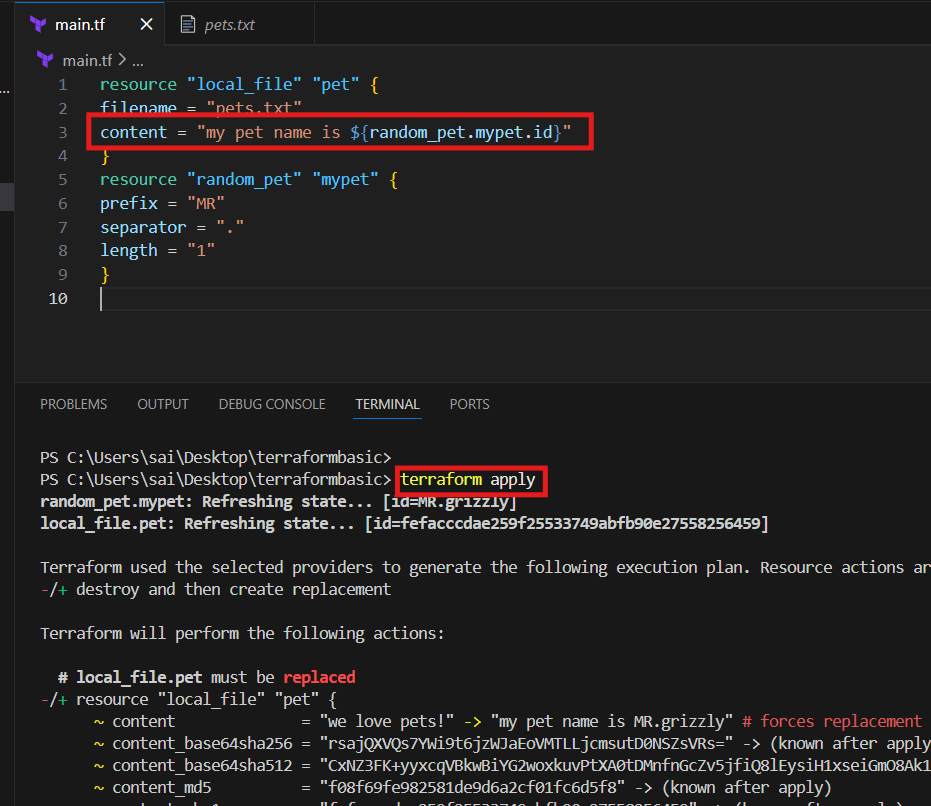 main.tf
pets.txt
main.tf > ...
1 resource "local_file" "pet" {
2 filename = "pets.txt"
3 content = "my pet name is ${random_pet.mypet.id}"
4 }
5 resource "random_pet" "mypet" {
6 prefix = "MR"
7 separator = "."
8 length = "1"
9 }
10
PROBLEMS OUTPUT DEBUG CONSOLE TERMINAL PORTS
PS C:\Users\sai\Desktop\terraformbasic>
PS C:\Users\sai\Desktop\terraformbasic> terraform apply
random_pet.mypet: Refreshing state... [id=MR.grizzly]
local_file.pet: Refreshing state... [id=fefacccdae259f25533749abfb90e27558256459]
Terraform used the selected providers to generate the following execution plan. Resource actions ar
-/+ destroy and then create replacement
Terraform will perform the following actions:
# local_file.pet must be replaced
-/+ resource "local_file" "pet" {
~ content = "we love pets!" -> "my pet name is MR.grizzly" # forces replacement
~ content_base64sha256 = "rsajQXVQs7YWi9t6jzWJaEoVMTLLjcmsutD0NSZsVRs=" -> (known after apply
~ content_base64sha512 = "CxNZ3FK+yyxcqVBkwBiYG2woxkuvPtXA0tDMnfnGcZv5jfiQ8lEysiH1xseiGmO8Ak1
~ content_md5 = "f08f69fe982581de9d6a2cf01fc6d5f8" -> (known after apply)